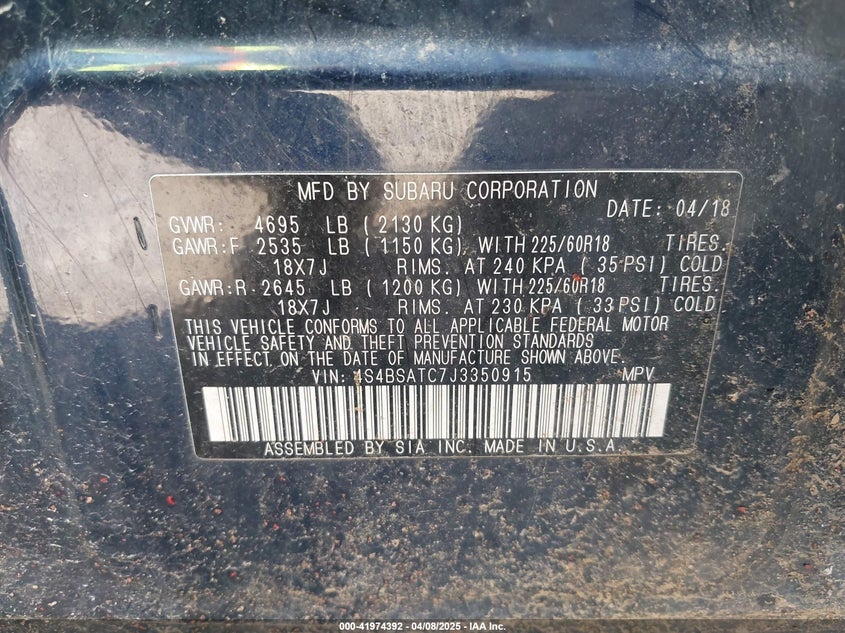 MFD BY SUBARU CORPORATION
DATE: 04/18
GVWR: 4695 LB (2130 KG)
GAWR:F 2535 LB (1150 KG) WITH 225/60R18 TIRES.
18X7J RIMS. AT 240 KPA (35 PSI) COLD
GAWR:R 2645 LB (1200 KG) WITH 225/60R18 TIRES.
18X7J RIMS. AT 230 KPA (33 PSI) COLD
THIS VEHICLE CONFORMS TO ALL APPLICABLE FEDERAL MOTOR
VEHICLE SAFETY AND THEFT PREVENTION STANDARDS
IN EFFECT ON THE DATE OF MANUFACTURE SHOWN ABOVE.
VIN: 4S4BSATC7J3350915 MPV
ASSEMBLED BY SIA INC. MADE IN U.S.A.
000-41974392 - 04/08/2025 - IAA Inc.